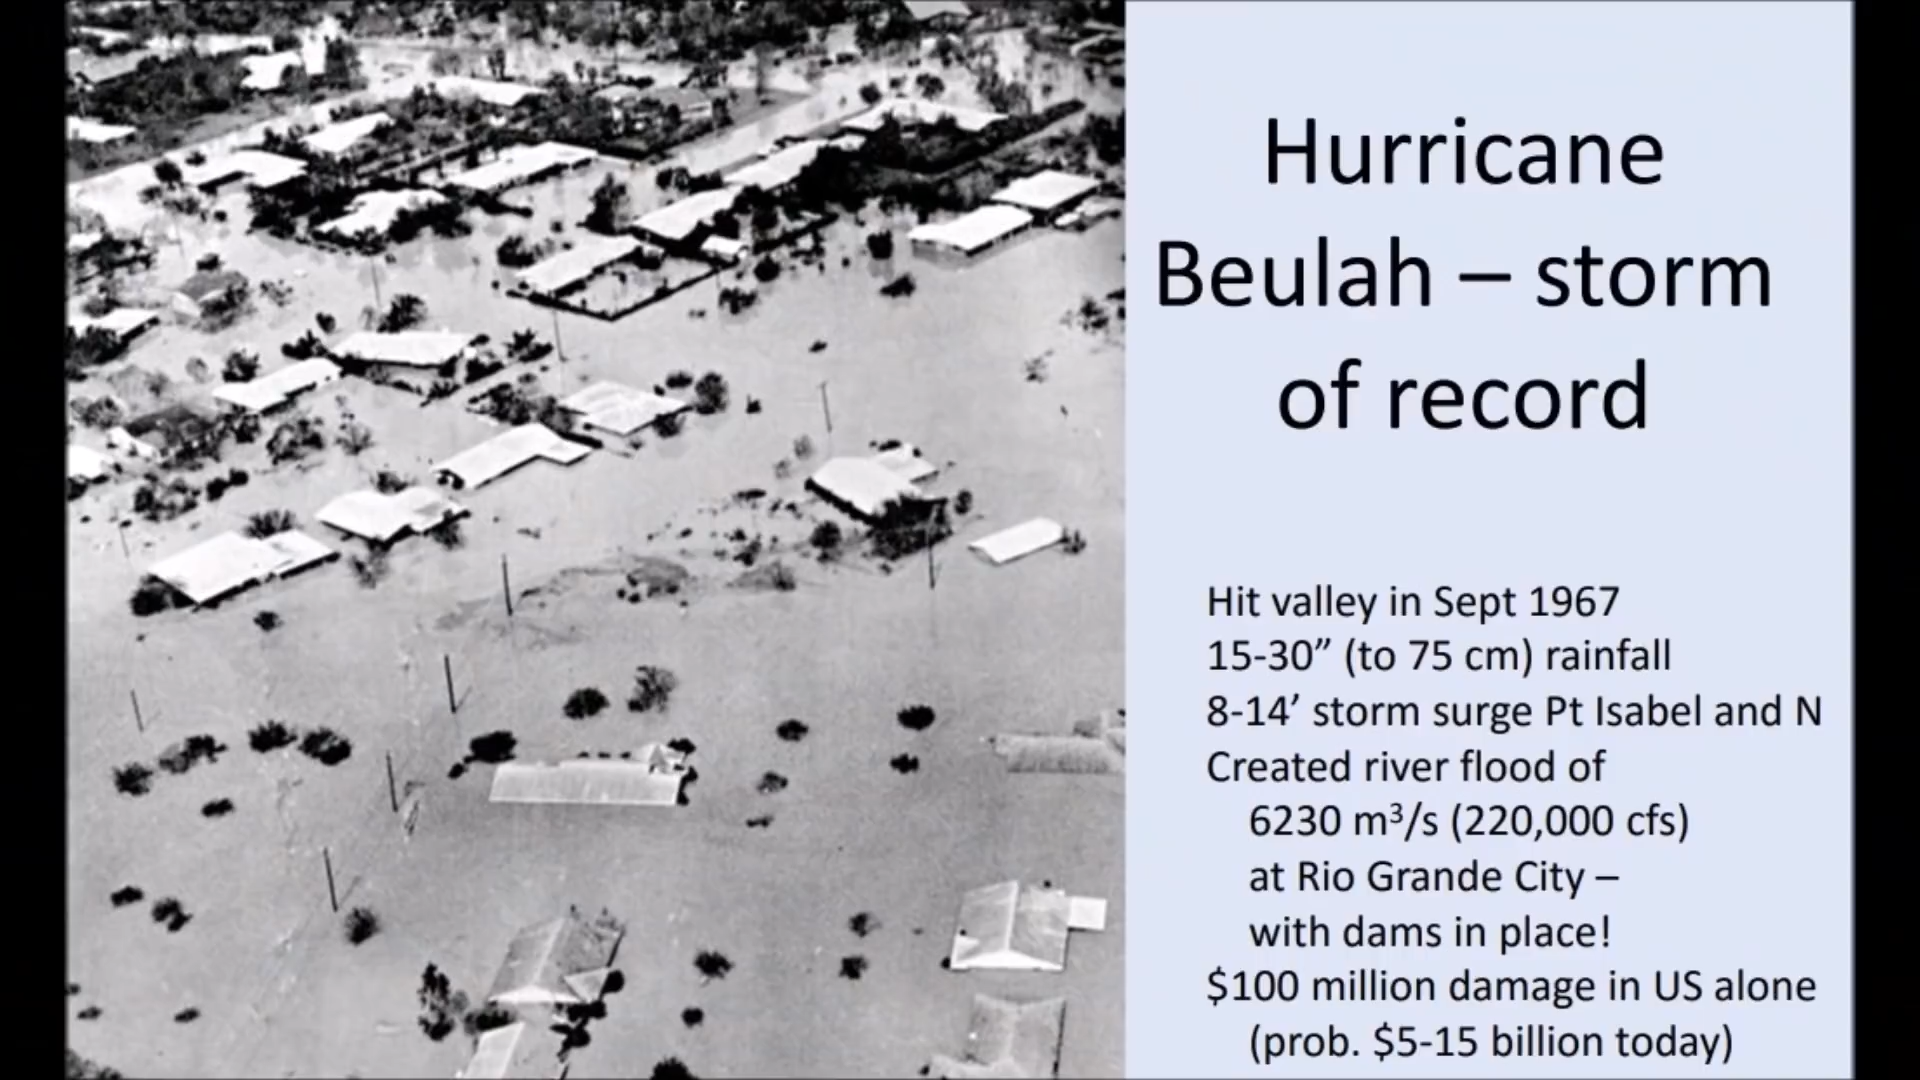 Hurricane
Beulah – storm
of record
Hit valley in Sept 1967
15-30” (to 75 cm) rainfall
8-14’ storm surge Pt Isabel and N
Created river flood of
6230 m³/s (220,000 cfs)
at Rio Grande City –
with dams in place!
$100 million damage in US alone
(prob. $5-15 billion today)